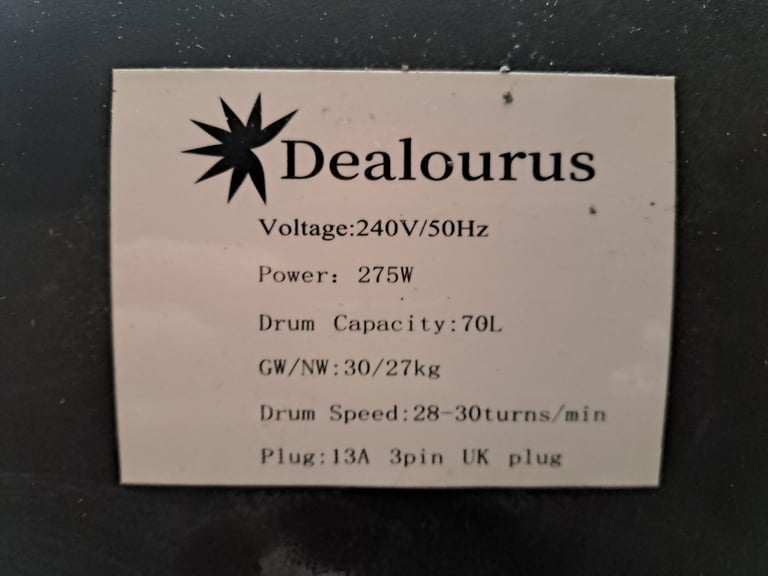 Dealourus
Voltage:240V/50Hz
Power: 275W
Drum Capacity:70L
GW/NW:30/27kg
Drum Speed:28-30turns/min
Plug:13A 3pin UK plug